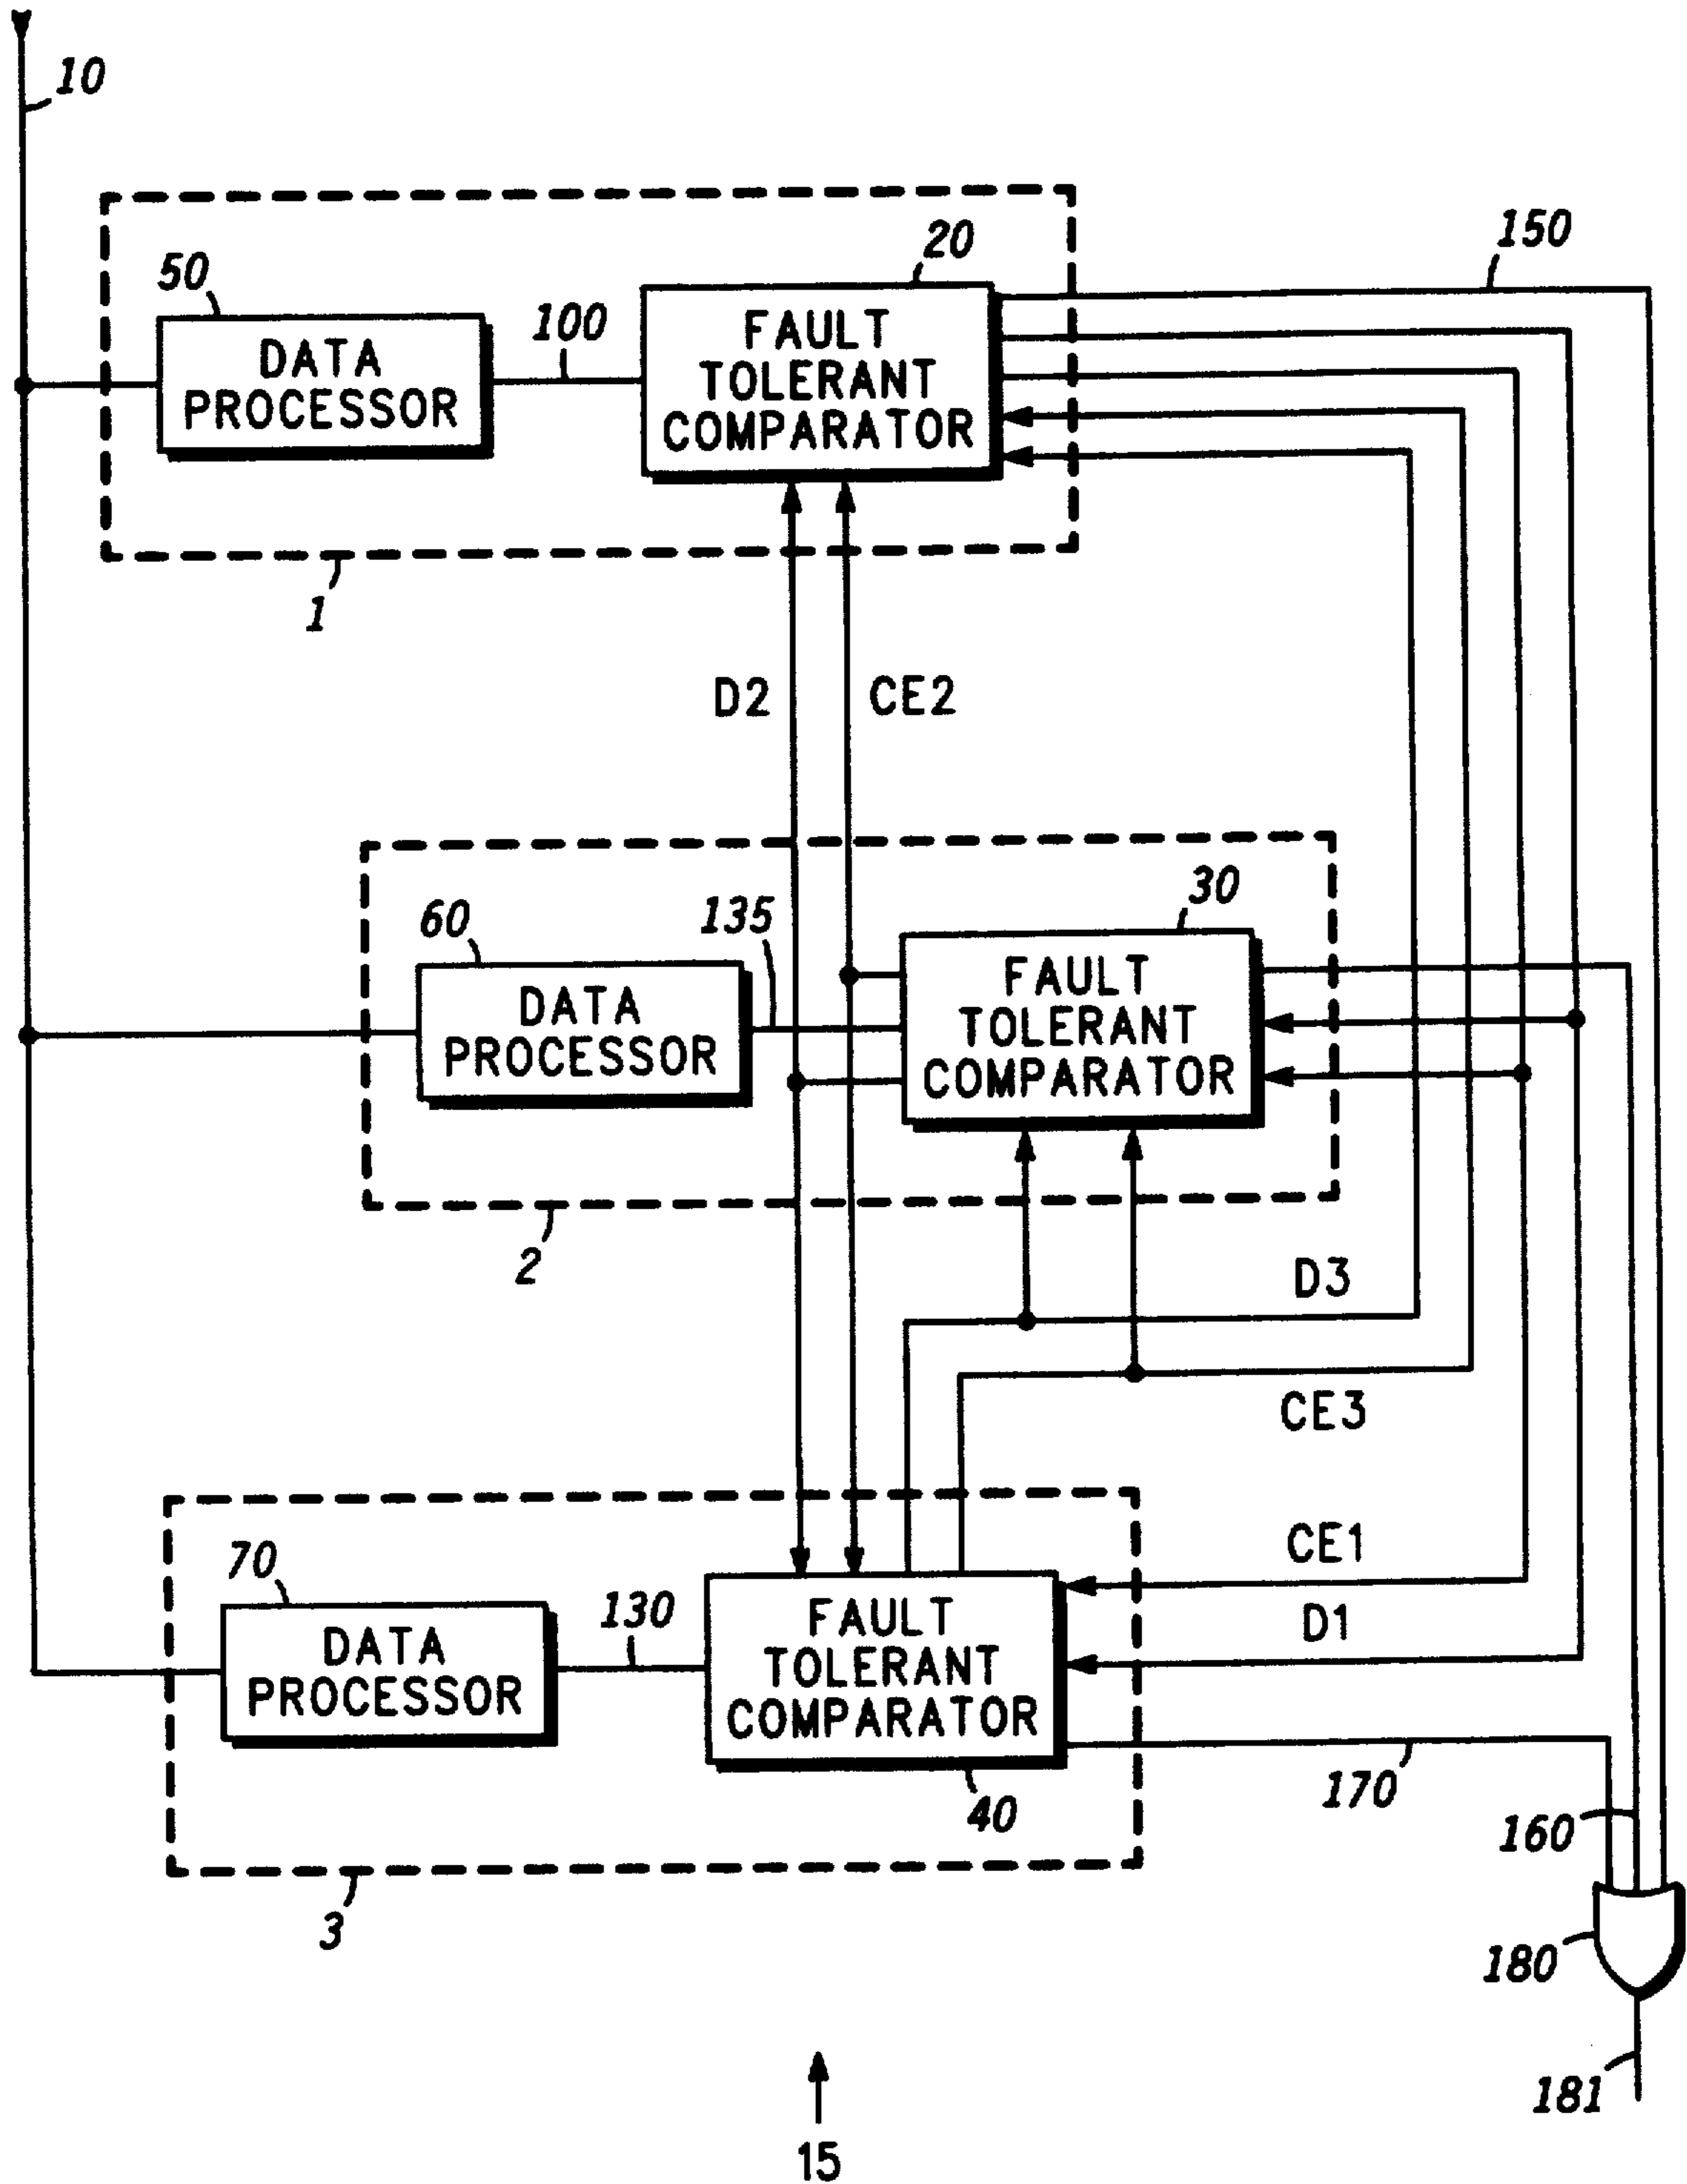 10
20
150
50
100
FAULT
TOLERANT
COMPARATOR
DATA
PROCESSOR
1
D2
CE2
30
60
135
FAULT
TOLERANT
COMPARATOR
DATA
PROCESSOR
2
D3
CE3
CE1
70
130
D1
FAULT
TOLERANT
COMPARATOR
DATA
PROCESSOR
170
40
160
3
180
181
15